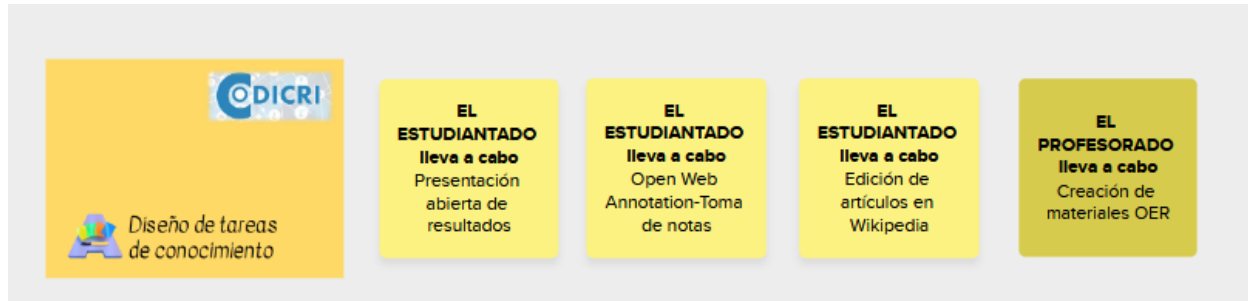 CODICRI
Diseño de tareas
de conocimiento
EL
ESTUDIANTADO
lleva a cabo
Presentación
abierta de
resultados
EL
ESTUDIANTADO
lleva a cabo
Open Web
Annotation-Toma
de notas
EL
ESTUDIANTADO
lleva a cabo
Edición de
artículos en
Wikipedia
EL
PROFESORADO
lleva a cabo
Creación de
materiales OER